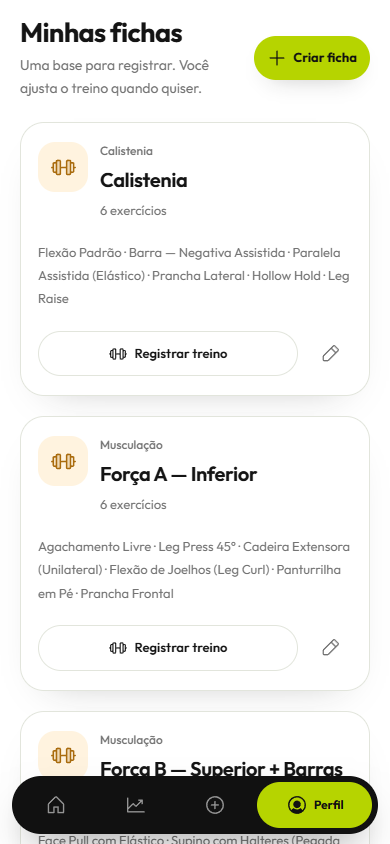 Minhas fichas
Uma base para registrar. Você
ajusta o treino quando quiser.
Criar ficha
Calistenia
Calistenia
6 exercícios
Flexão Padrão · Barra — Negativa Assistida · Paralela
Assistida (Elástico) · Prancha Lateral · Hollow Hold · Leg
Raise
Registrar treino
Musculação
Força A — Inferior
6 exercícios
Agachamento Livre · Leg Press 45° · Cadeira Extensora
(Unilateral) · Flexão de Joelhos (Leg Curl) · Panturrilha
em Pé · Prancha Frontal
Registrar treino
Musculação
Força B — Superior + Barras
Perfil
Face Pull com Elástico · Supino com Halteres (Pegada